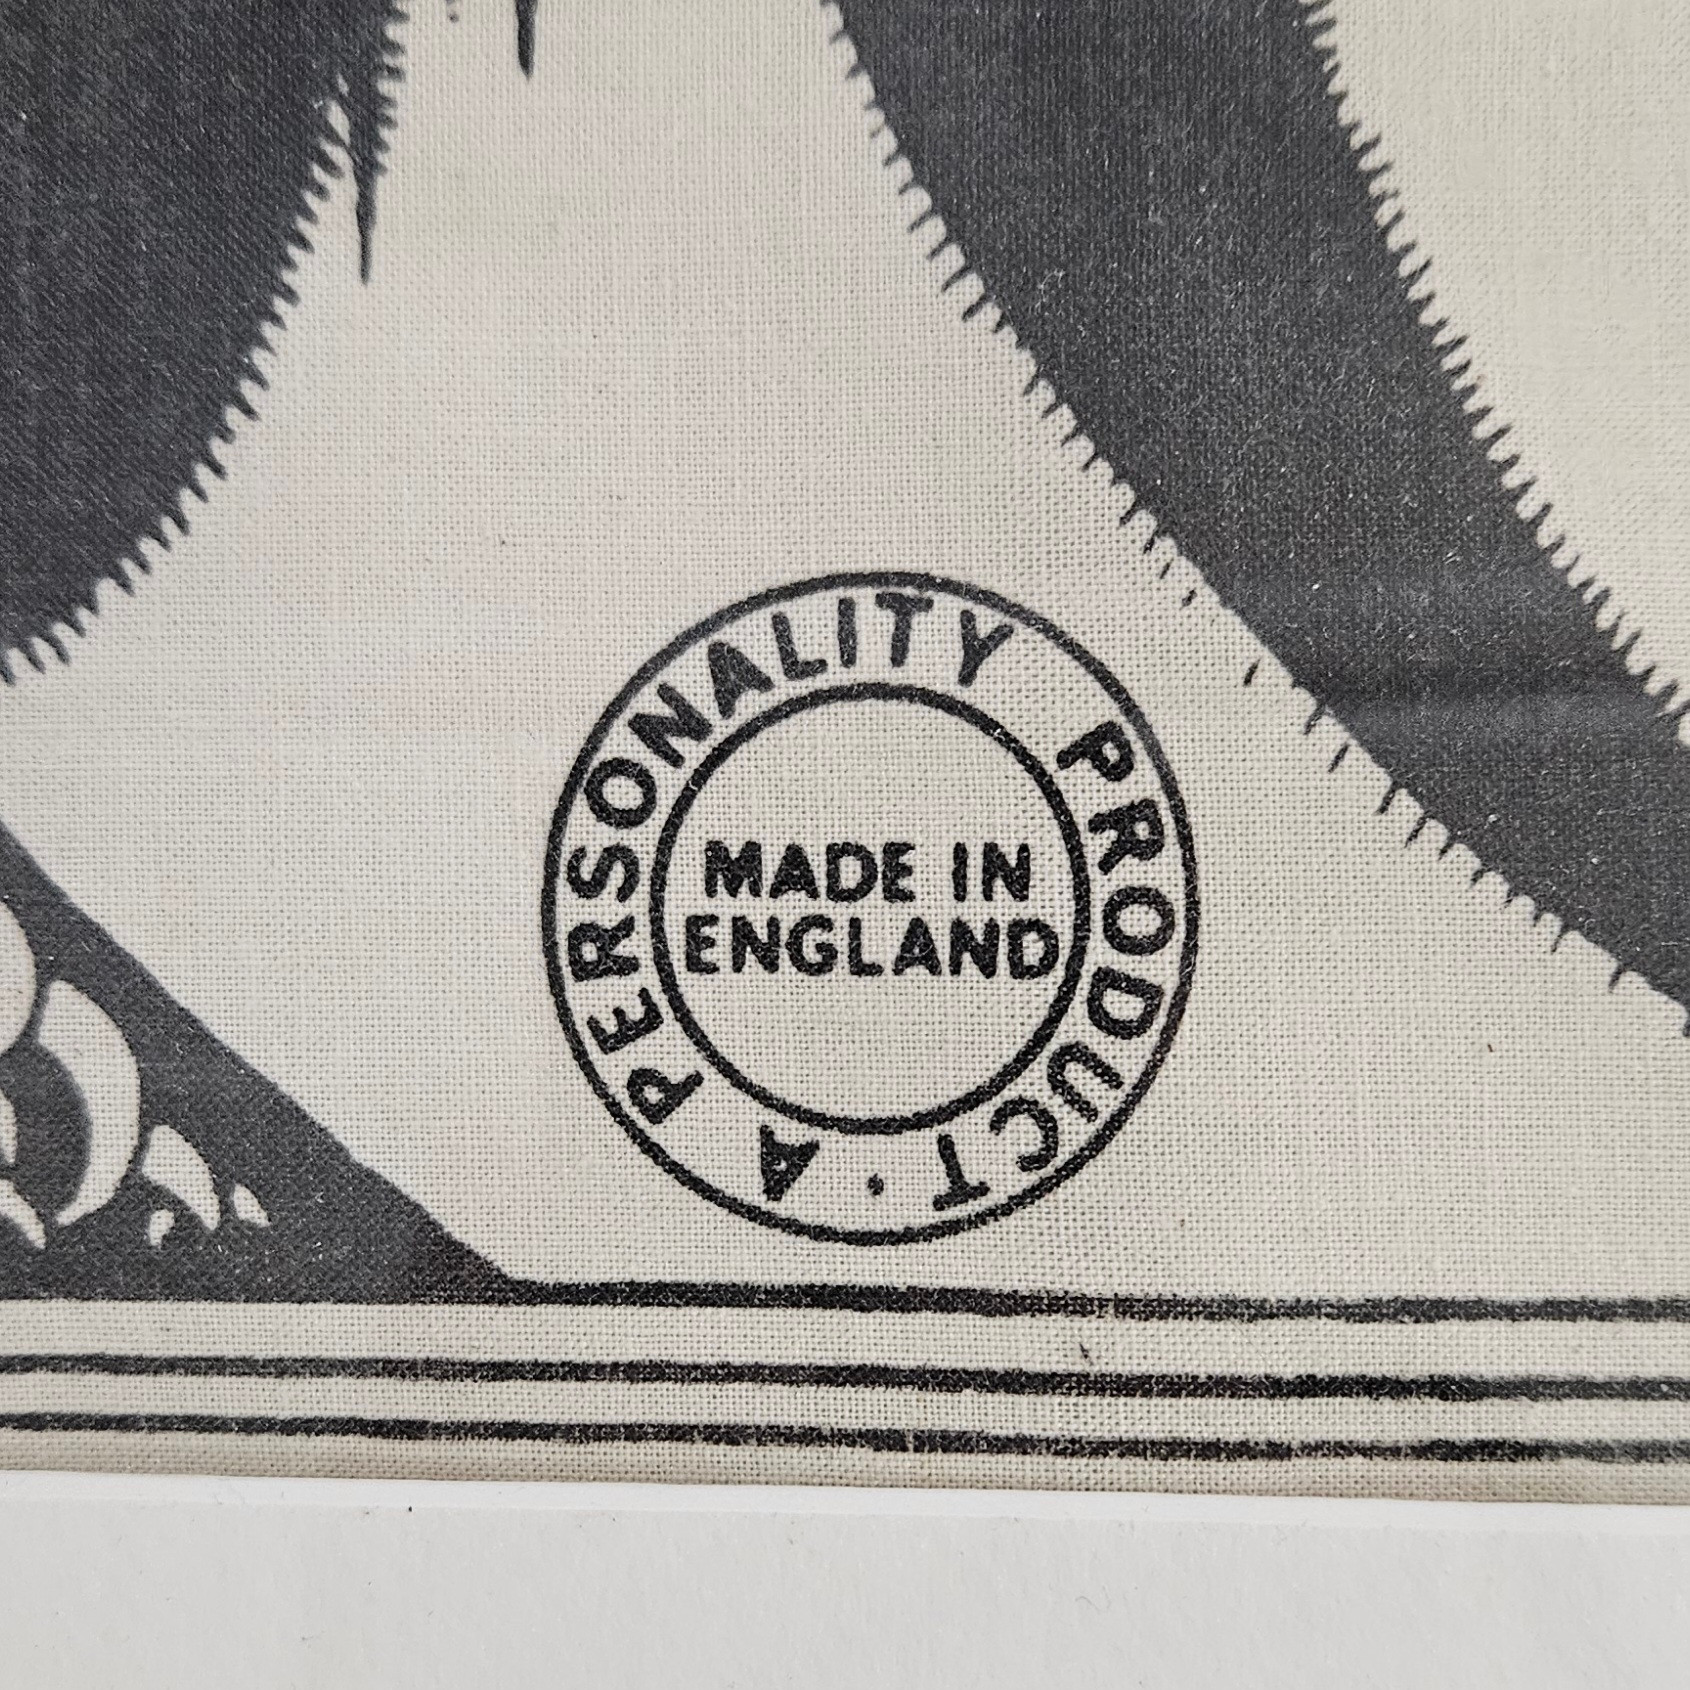 A PERSONALITY PRODUCT ·
MADE IN
ENGLAND